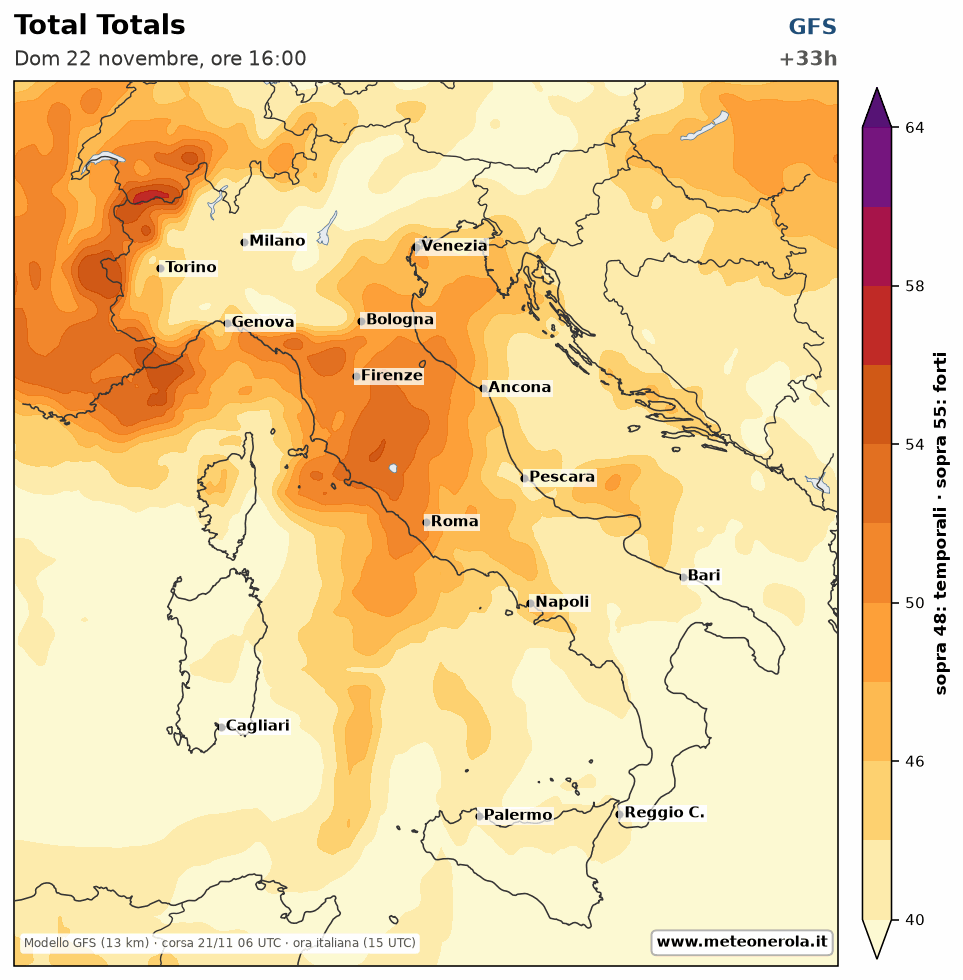 Total Totals
GFS
Dom 22 novembre, ore 16:00
+33h
64
58
54
50
46
40
sopra 48: temporali · sopra 55: forti
Milano
Venezia
Torino
Genova
Bologna
Firenze
Ancona
Pescara
Roma
Bari
Napoli
Cagliari
Palermo
Reggio C.
Modello GFS (13 km) · corsa 21/11 06 UTC · ora italiana (15 UTC)
www.meteonerola.it